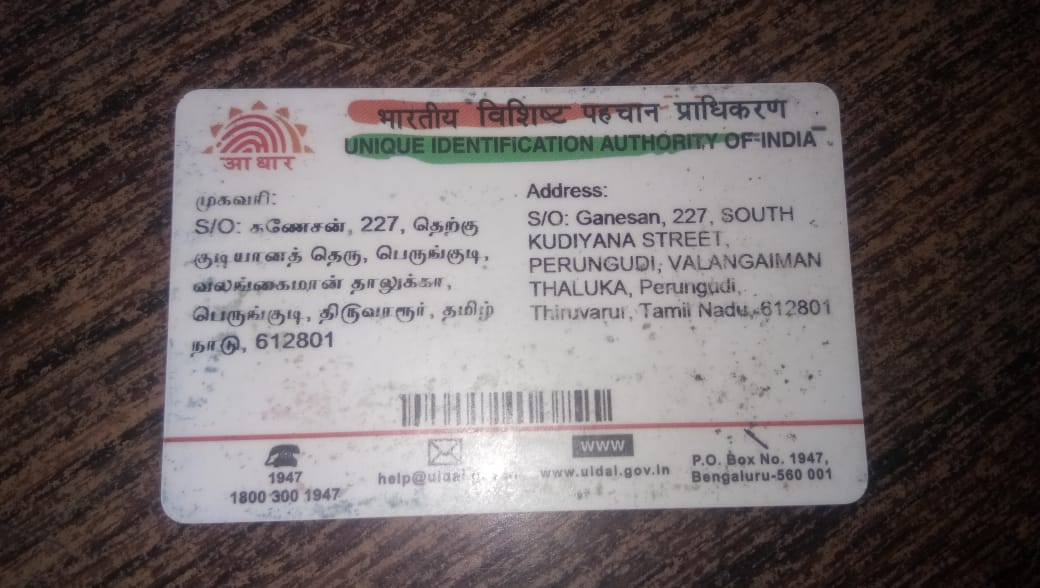 भारतीय विशिष्ट पहचान प्राधिकरण
UNIQUE IDENTIFICATION AUTHORITY OF INDIA
आधार
முகவரி:
S/O: கணேசன், 227, தெற்கு
குடியானத் தெரு, பெருங்குடி,
வலங்கைமான் தாலுக்கா,
பெருங்குடி, திருவாரூர், தமிழ்
நாடு, 612801
Address:
S/O: Ganesan, 227, SOUTH
KUDIYANA STREET,
PERUNGUDI, VALANGAIMAN
THALUKA, Perungudi,
Thiruvarur, Tamil Nadu, 612801
1947
1800 300 1947
www
www.uidai.gov.in
P.O. Box No. 1947,
Bengaluru-560 001